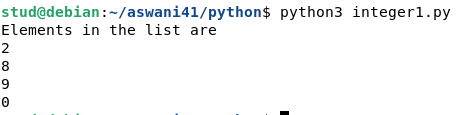 stud@debian:~/aswani41/python$ python3 integer1.py
Elements in the list are
2
8
9
0